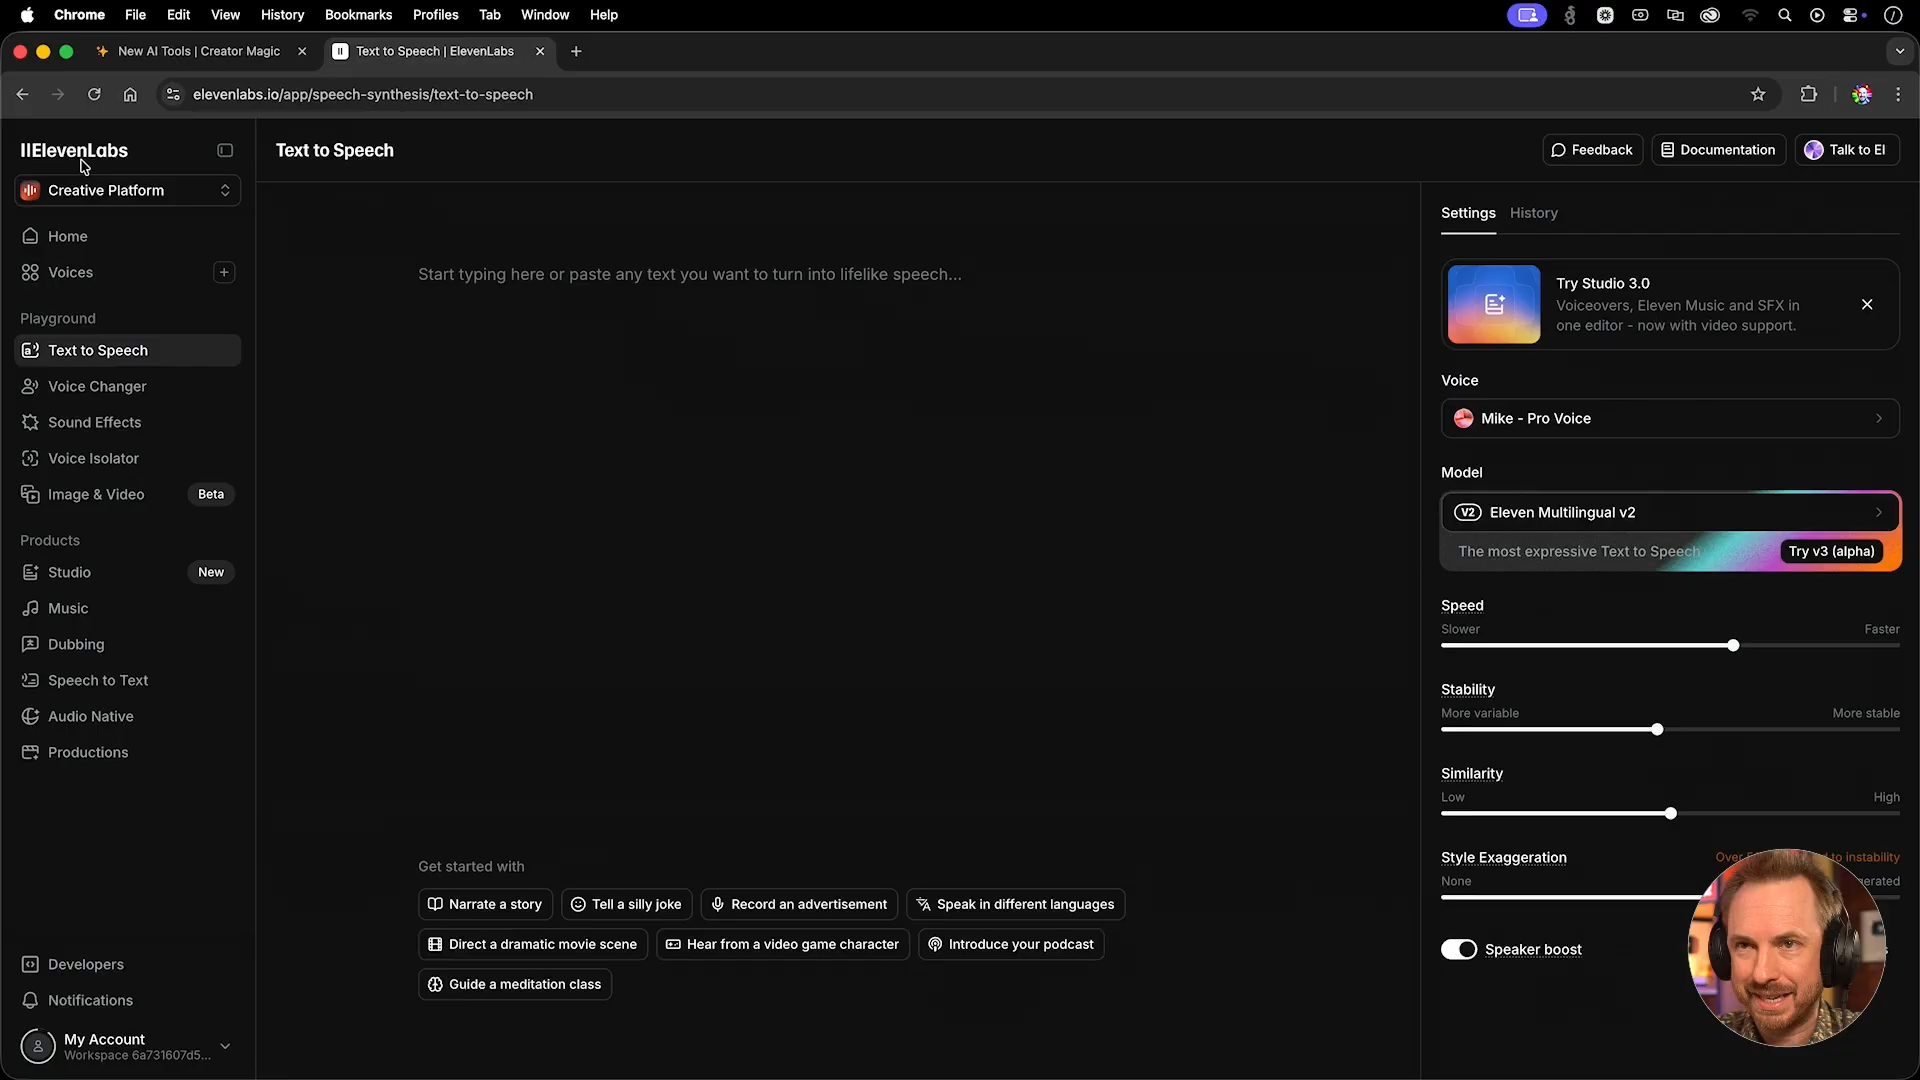 Chrome File Edit View History Bookmarks Profiles Tab Window Help
New AI Tools | Creator Magic
Text to Speech | ElevenLabs
elevenlabs.io/app/speech-synthesis/text-to-speech
IIElevenLabs
Creative Platform
Home
Voices
Playground
Text to Speech
Voice Changer
Sound Effects
Voice Isolator
Image & Video Beta
Products
Studio New
Music
Dubbing
Speech to Text
Audio Native
Productions
Developers
Notifications
My Account
Workspace 6a731607d5...
Text to Speech
Feedback
Documentation
Talk to El
Start typing here or paste any text you want to turn into lifelike speech...
Get started with
Narrate a story
Tell a silly joke
Record an advertisement
Speak in different languages
Direct a dramatic movie scene
Hear from a video game character
Introduce your podcast
Guide a meditation class
Settings History
Try Studio 3.0
Voiceovers, Eleven Music and SFX in
one editor - now with video support.
Voice
Mike - Pro Voice
Model
V2 Eleven Multilingual v2
The most expressive Text to Speech
Try v3 (alpha)
Speed
Slower Faster
Stability
More variable More stable
Similarity
Low High
Style Exaggeration
to instability
None
Speaker boost